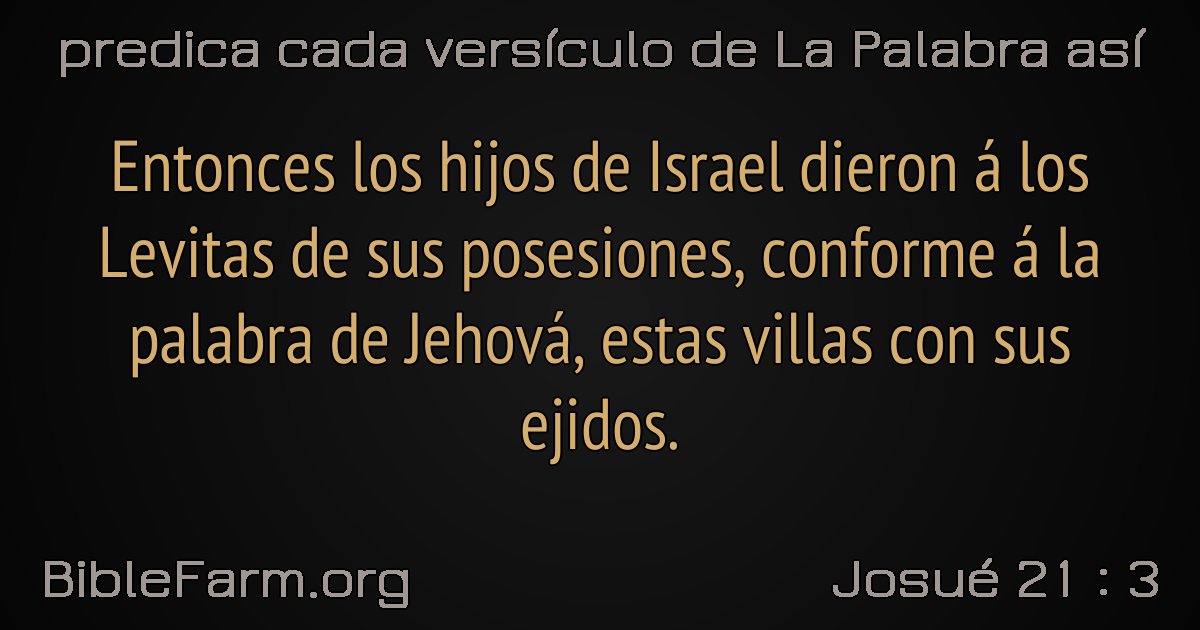 predica cada versículo de La Palabra así
Entonces los hijos de Israel dieron á los
Levitas de sus posesiones, conforme á la
palabra de Jehová, estas villas con sus
ejidos.
BibleFarm.org
Josué 21 : 3